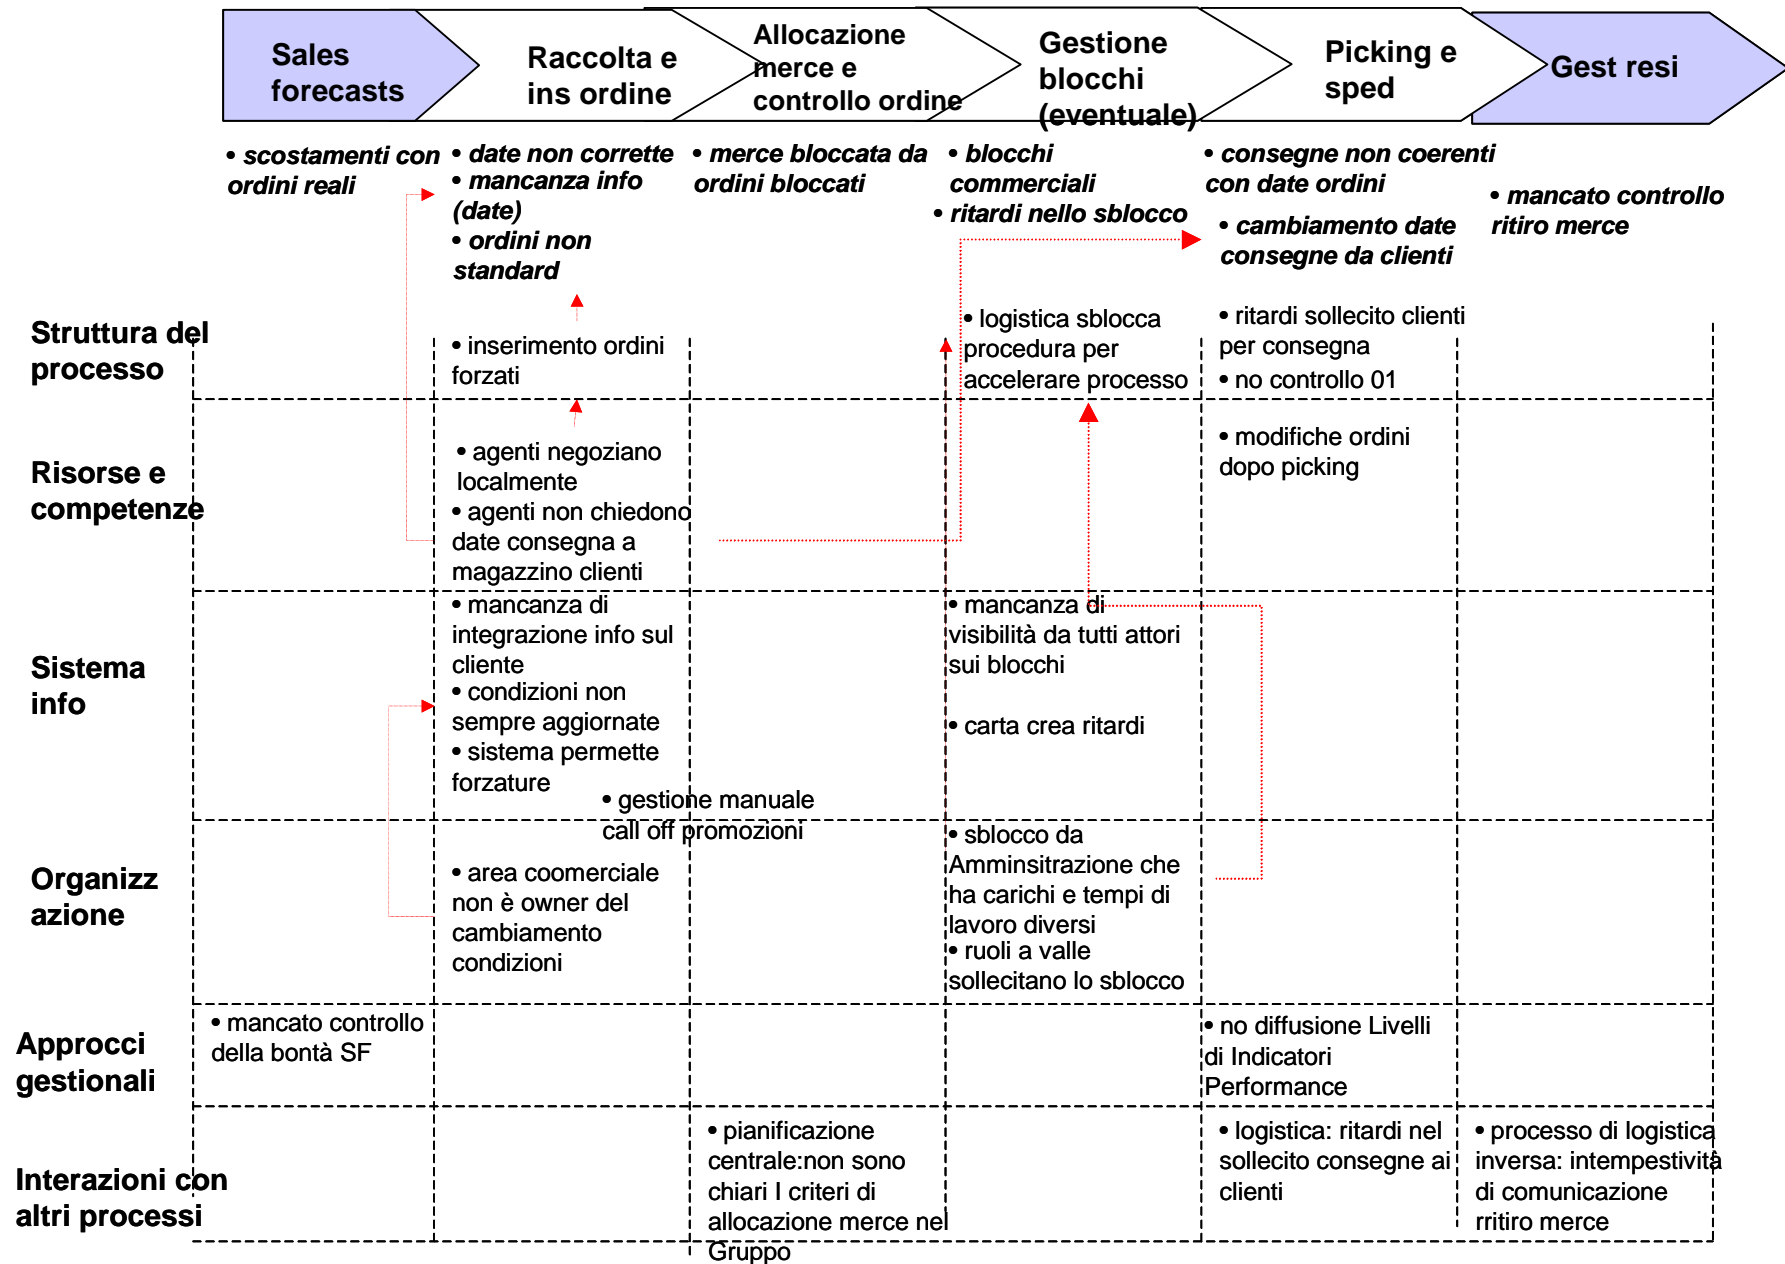 Sales
forecasts
Raccolta e
ins ordine
Allocazione
merce e
controllo ordine
Gestione
blocchi
(eventuale)
Picking e
sped
Gest resi
• scostamenti con
ordini reali
• date non corrette
• mancanza info
(date)
• ordini non
standard
• merce bloccata da
ordini bloccati
• blocchi
commerciali
• ritardi nello sblocco
• consegne non coerenti
con date ordini
• cambiamento date
consegne da clienti
• mancato controllo
ritiro merce
Struttura del
processo
• inserimento ordini
forzati
• logistica sblocca
procedura per
accelerare processo
• ritardi sollecito clienti
per consegna
• no controllo 01
Risorse e
competenze
• agenti negoziano
localmente
• agenti non chiedono
date consegna a
magazzino clienti
• modifiche ordini
dopo picking
Sistema
info
• mancanza di
integrazione info sul
cliente
• condizioni non
sempre aggiornate
• sistema permette
forzature
• gestione manuale
call off promozioni
• mancanza di
visibilità da tutti attori
sui blocchi
• carta crea ritardi
Organizz
azione
• area coomerciale
non è owner del
cambiamento
condizioni
• sblocco da
Amminsitrazione che
ha carichi e tempi di
lavoro diversi
• ruoli a valle
sollecitano lo sblocco
Approcci
gestionali
• mancato controllo
della bontà SF
• no diffusione Livelli
di Indicatori
Performance
Interazioni con
altri processi
• pianificazione
centrale:non sono
chiari I criteri di
allocazione merce nel
Gruppo
• logistica: ritardi nel
sollecito consegne ai
clienti
• processo di logistica
inversa: intempestività
di comunicazione
rritiro merce